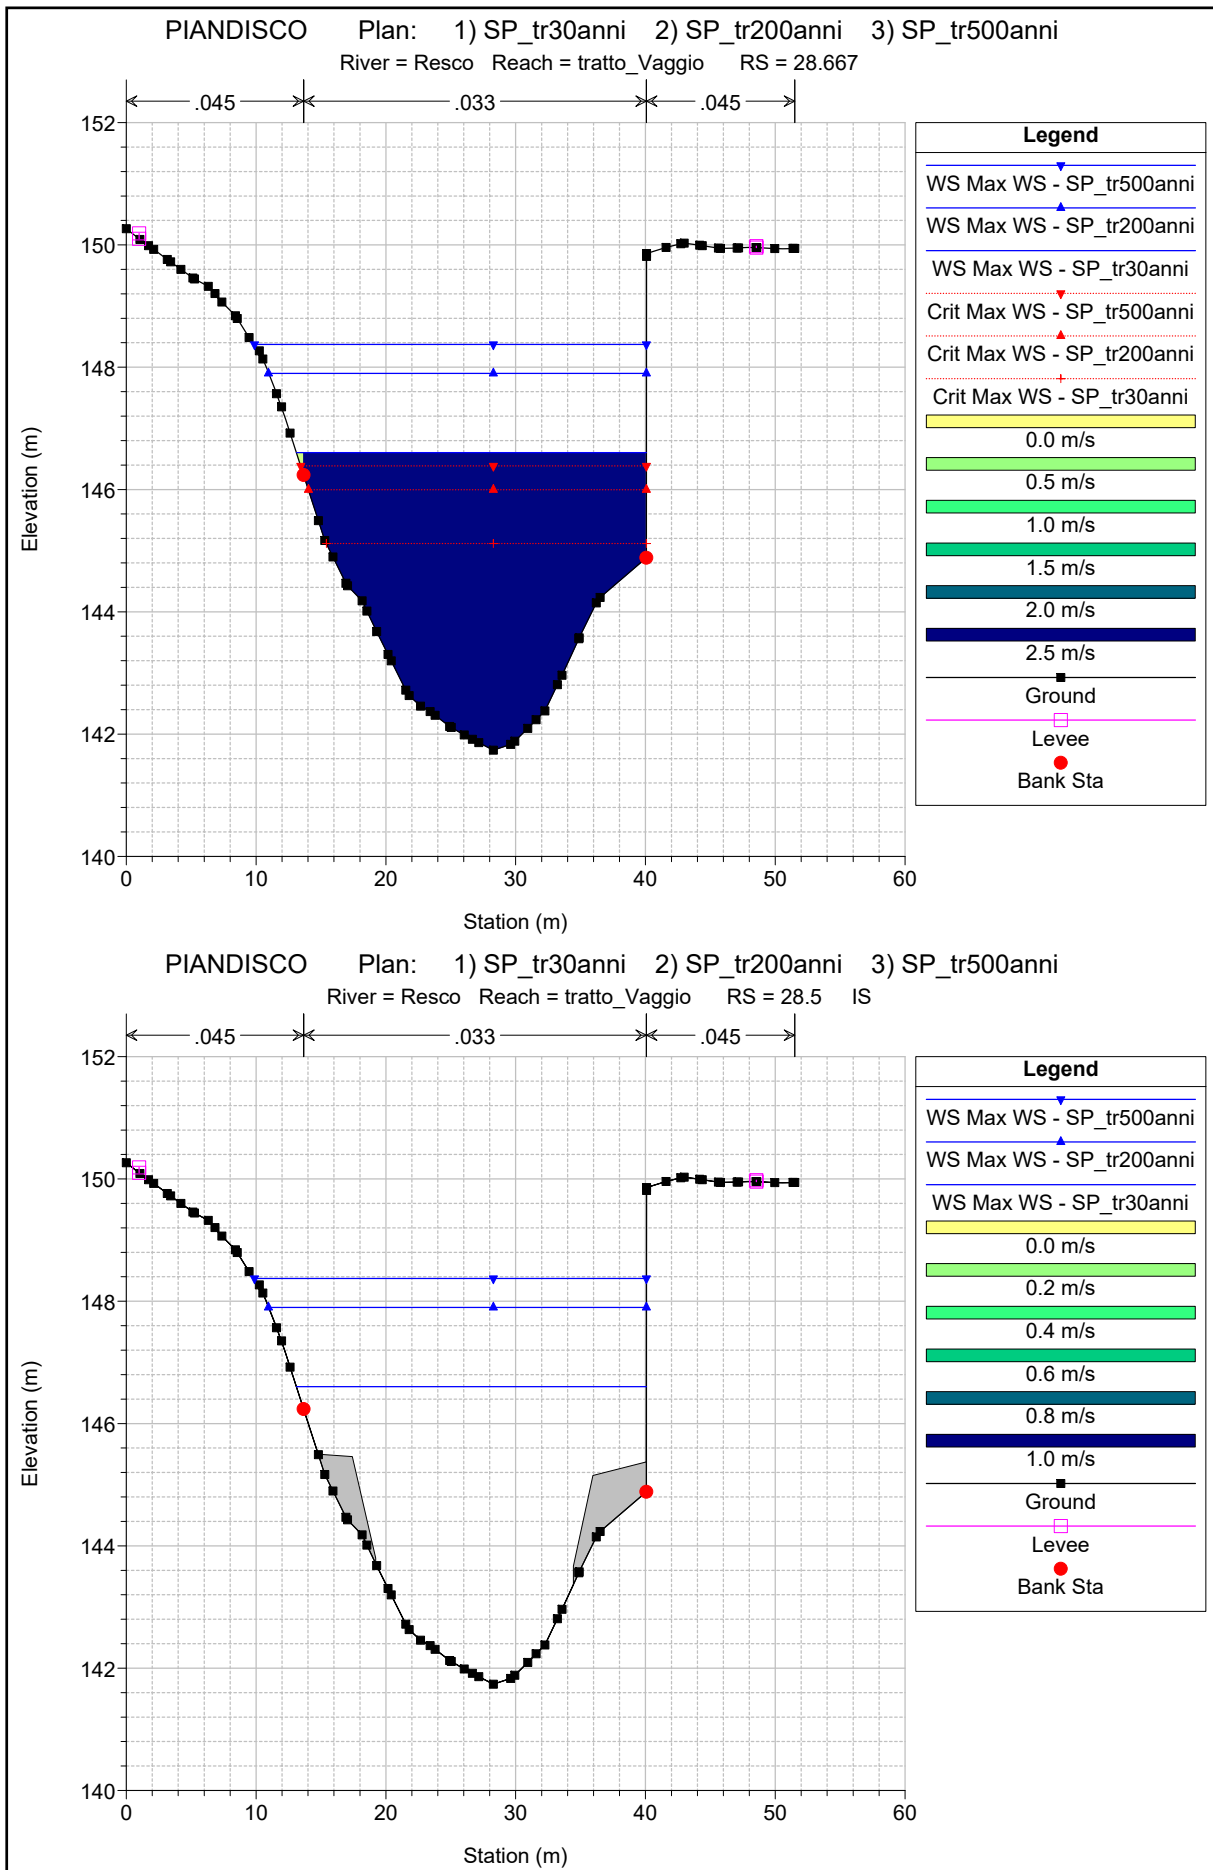 PIANDISCO Plan: 1) SP_tr30anni 2) SP_tr200anni 3) SP_tr500anni
River = Resco Reach = tratto_Vaggio RS = 28.667
.045 .033 .045
152
150
148
146
144
142
140
0 10 20 30 40 50 60
Elevation (m)
Station (m)
Legend
WS Max WS - SP_tr500anni
WS Max WS - SP_tr200anni
WS Max WS - SP_tr30anni
Crit Max WS - SP_tr500anni
Crit Max WS - SP_tr200anni
Crit Max WS - SP_tr30anni
0.0 m/s
0.5 m/s
1.0 m/s
1.5 m/s
2.0 m/s
2.5 m/s
Ground
Levee
Bank Sta
PIANDISCO Plan: 1) SP_tr30anni 2) SP_tr200anni 3) SP_tr500anni
River = Resco Reach = tratto_Vaggio RS = 28.5 IS
.045 .033 .045
152
150
148
146
144
142
140
0 10 20 30 40 50 60
Elevation (m)
Station (m)
Legend
WS Max WS - SP_tr500anni
WS Max WS - SP_tr200anni
WS Max WS - SP_tr30anni
0.0 m/s
0.2 m/s
0.4 m/s
0.6 m/s
0.8 m/s
1.0 m/s
Ground
Levee
Bank Sta